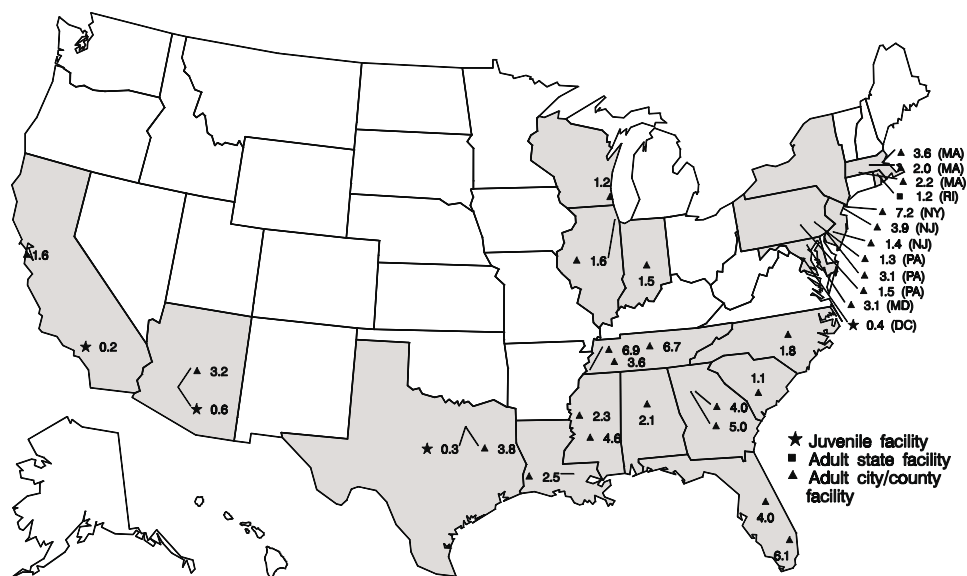 3.6 (MA)
2.0 (MA)
2.2 (MA)
1.2 (RI)
7.2 (NY)
3.9 (NJ)
1.4 (NJ)
1.3 (PA)
3.1 (PA)
1.5 (PA)
3.1 (MD)
0.4 (DC)
1.2
1.6
1.6
1.5
0.2
6.9
6.7
3.6
1.8
3.2
0.6
1.1
2.3
4.6
2.1
4.0
5.0
0.3
3.8
2.5
4.0
6.1
Juvenile facility
Adult state facility
Adult city/county
facility